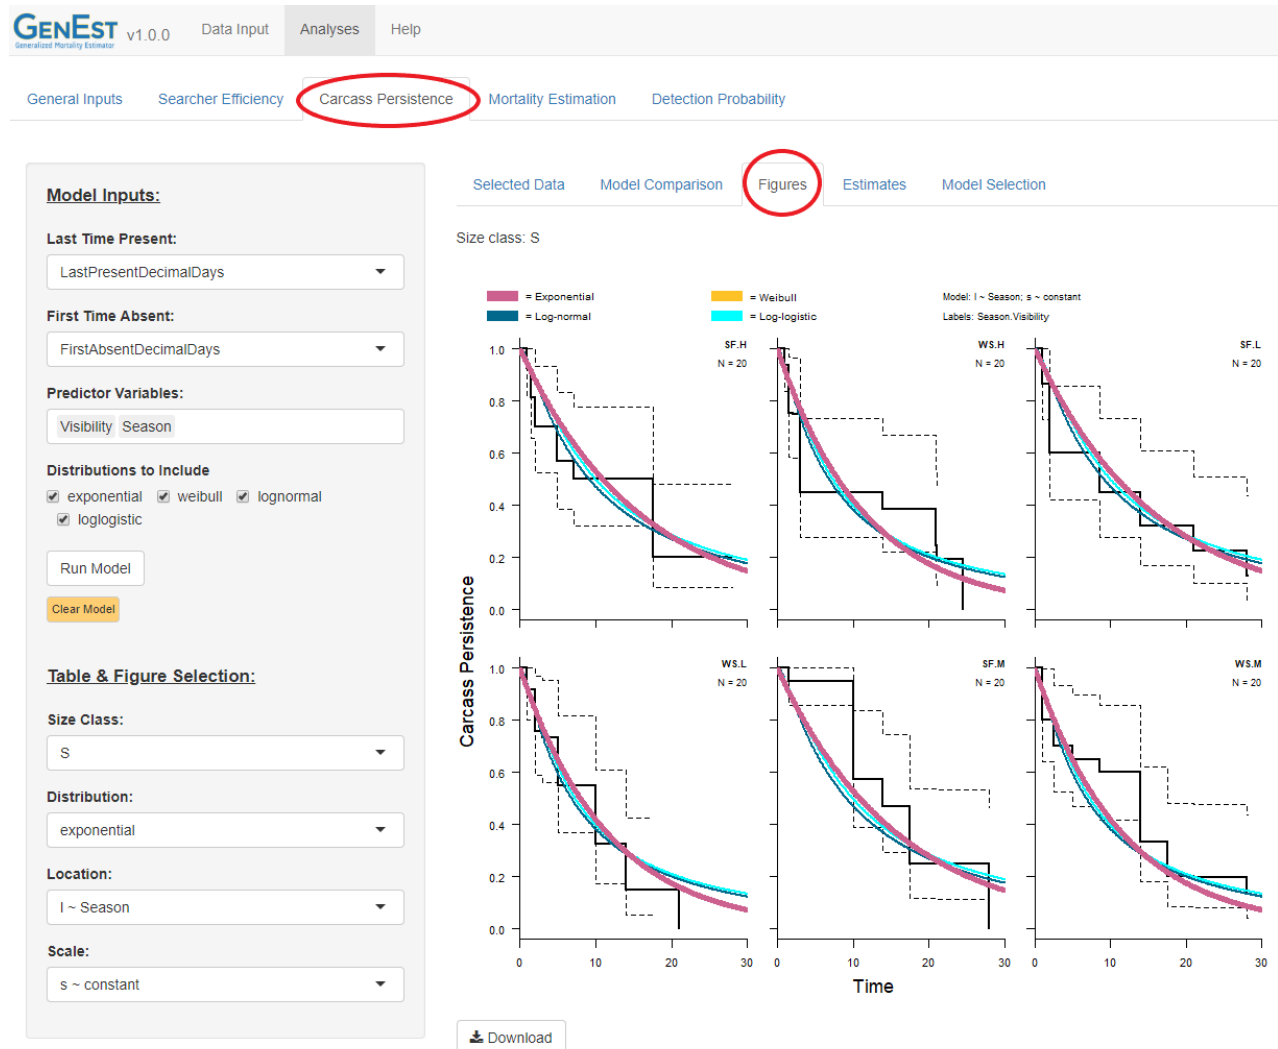 GENEST v1.0.0 Data Input Analyses Help
Generalized Mortality Estimator
General Inputs Searcher Efficiency Carcass Persistence Mortality Estimation Detection Probability
Model Inputs:
Last Time Present:
LastPresentDecimalDays
First Time Absent:
FirstAbsentDecimalDays
Predictor Variables:
Visibility Season
Distributions to Include
exponential weibull lognormal
loglogistic
Run Model
Clear Model
Table & Figure Selection:
Size Class:
S
Distribution:
exponential
Location:
l ~ Season
Scale:
s ~ constant
Selected Data Model Comparison Figures Estimates Model Selection
Size class: S
= Exponential = Weibull Model: l ~ Season; s ~ constant
= Log-normal = Log-logistic Labels: Season.Visibility
Carcass Persistence
1.0 SF.H WS.H SF.L
N = 20 N = 20 N = 20
0.8
0.6
0.4
0.2
0.0
1.0 WS.L SF.M WS.M
N = 20 N = 20 N = 20
0.8
0.6
0.4
0.2
0.0
0 10 20 30 0 10 20 30 0 10 20 30
Time
Download